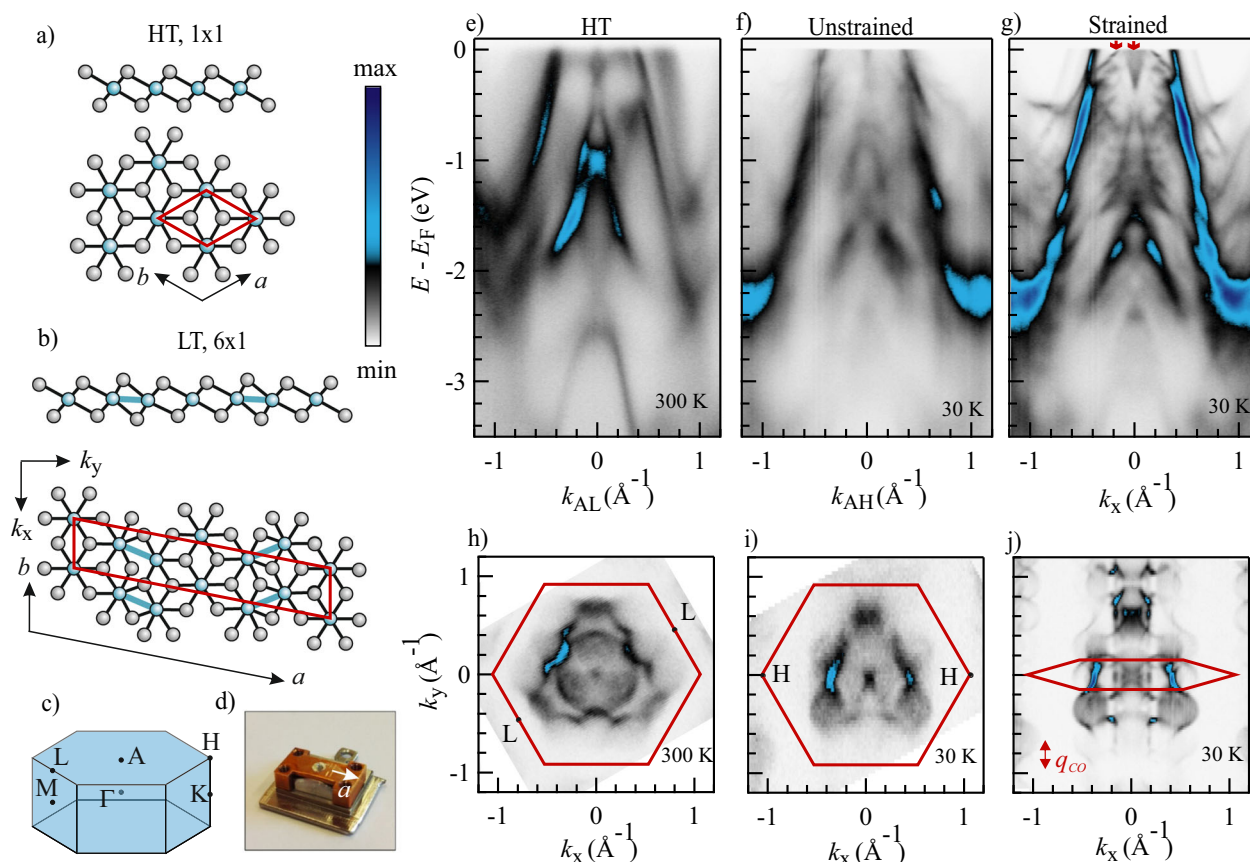 a)
HT, 1x1
b
a
max
min
b)
LT, 6x1
k_y
k_x
b
a
c)
L
A
H
M
Γ
K
d)
a
e)
HT
E - E_F (eV)
0
-1
-2
-3
300 K
-1
0
1
k_AL (Å^-1)
f)
Unstrained
30 K
-1
0
1
k_AH (Å^-1)
g)
Strained
30 K
-1
0
1
k_x (Å^-1)
h)
k_y (Å^-1)
1
0
-1
L
L
300 K
-1
0
1
k_x (Å^-1)
i)
H
H
30 K
-1
0
1
k_x (Å^-1)
j)
q_co
30 K
-1
0
1
k_x (Å^-1)